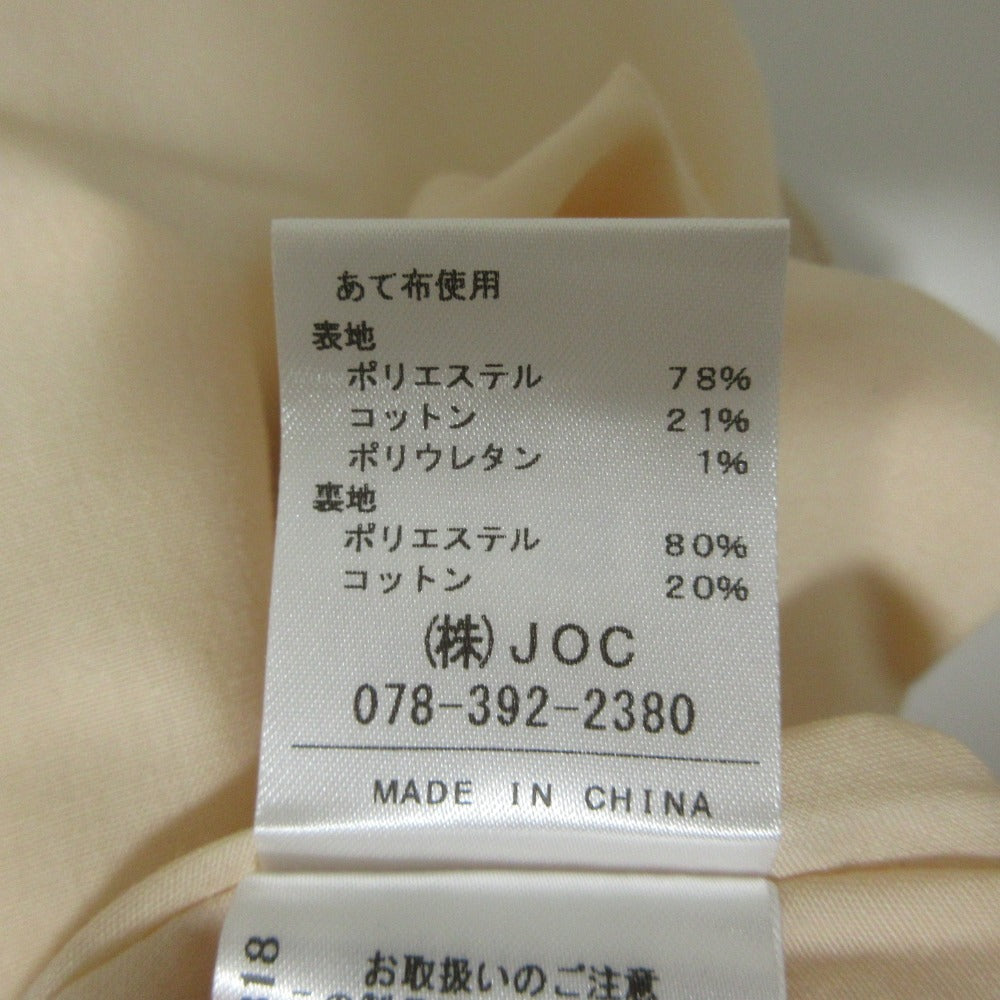 あて布使用
表地
ポリエステル 78%
コットン 21%
ポリウレタン 1%
裏地
ポリエステル 80%
コットン 20%
(株)JOC
078-392-2380
MADE IN CHINA
お取扱いのご注意
18